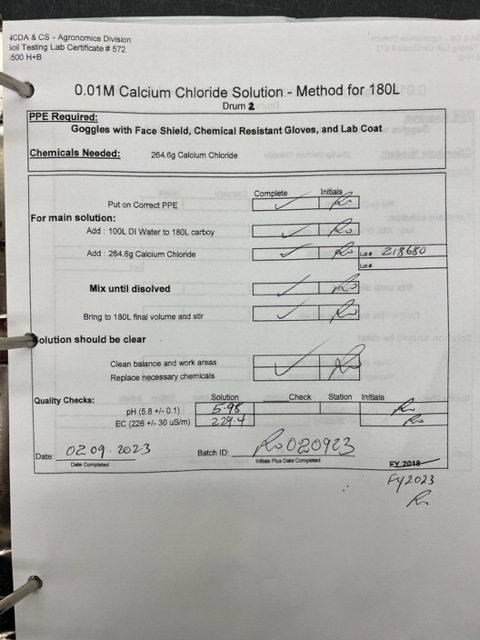 NCDA & CS - Agronomics Division
Soil Testing Lab Certificate # 572
500 H+B
0.01M Calcium Chloride Solution - Method for 180L
Drum 2
PPE Required:
Goggles with Face Shield, Chemical Resistant Gloves, and Lab Coat
Chemicals Needed: 264.6g Calcium Chloride
Complete Initials
Put on Correct PPE ✓ Ro
For main solution:
Add : 100L DI Water to 180L carboy ✓ Ro
Add : 264.6g Calcium Chloride ✓ Ro Lot # 218680
Lot #
Mix until disolved ✓ Ro
Bring to 180L final volume and stir ✓ Ro
Solution should be clear
Clean balance and work areas ✓ Ro
Replace necessary chemicals
Quality Checks: Solution Check Station Initials
pH (5.8 +/- 0.1) 5.98 Ro
EC (226 +/- 30 uS/m) 229.4 Ro
Date: 02.09.2023 Batch ID: Ro020923
Date Completed Initials Plus Date Completed FY 2018
FY2023
Ro